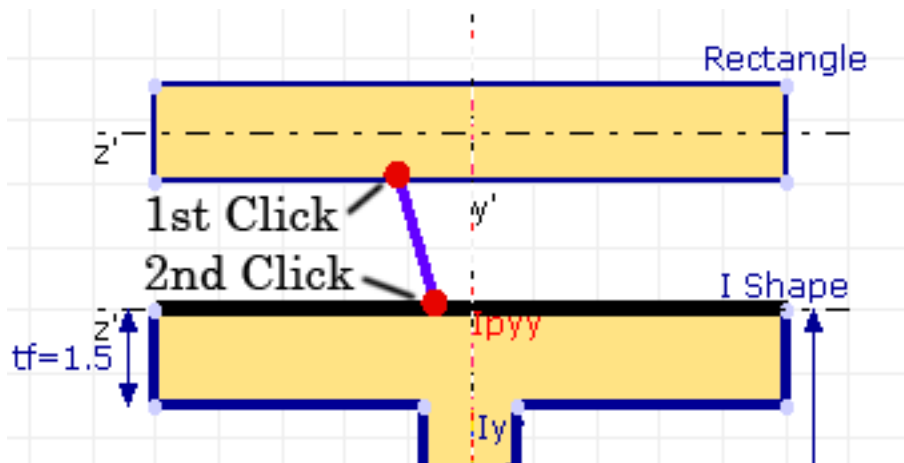 Rectangle
z'
y'
1st Click
2nd Click
I Shape
z'
Ipyy
tf=1.5
Iy